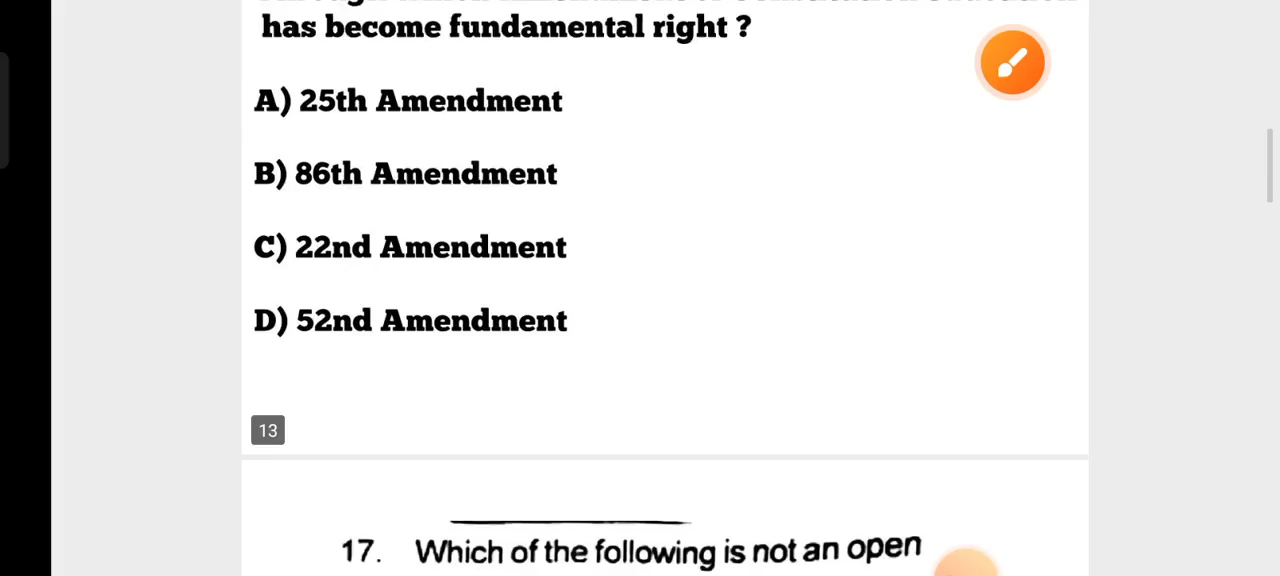 has become fundamental right ?
A) 25th Amendment
B) 86th Amendment
C) 22nd Amendment
D) 52nd Amendment
13
17. Which of the following is not an open